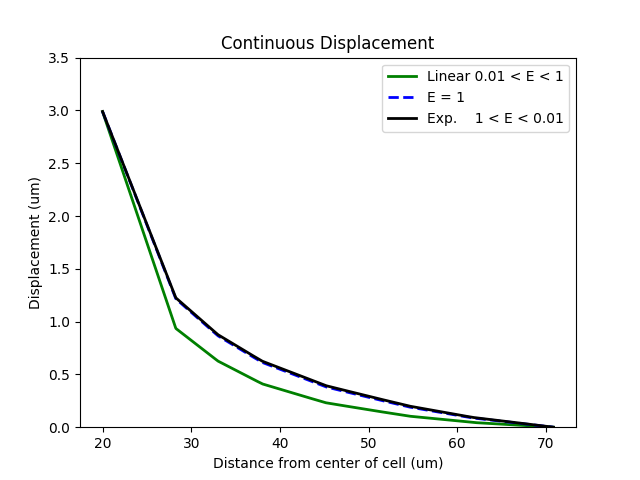 Continuous Displacement
Linear 0.01 < E < 1
E = 1
Exp.    1 < E < 0.01
3.5
3.0
2.5
2.0
1.5
1.0
0.5
0.0
Displacement (um)
20 30 40 50 60 70
Distance from center of cell (um)